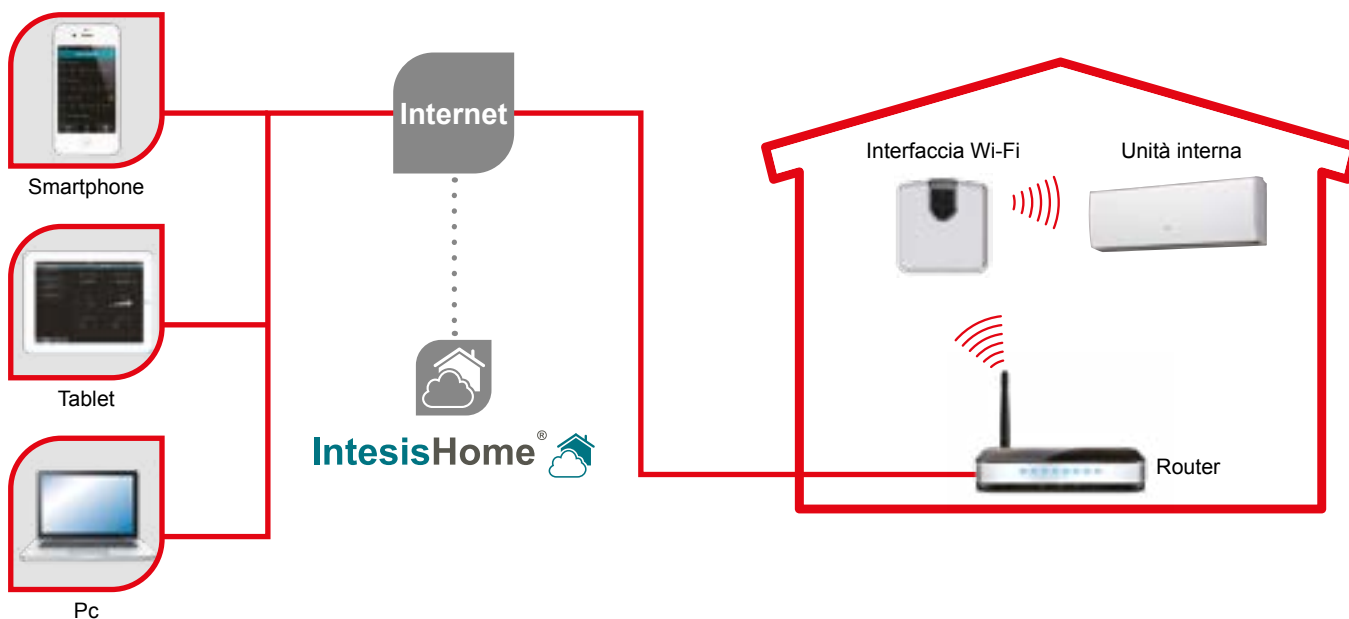 Smartphone
Tablet
Pc
Internet
IntesisHome®
Interfaccia Wi-Fi
Unità interna
Router